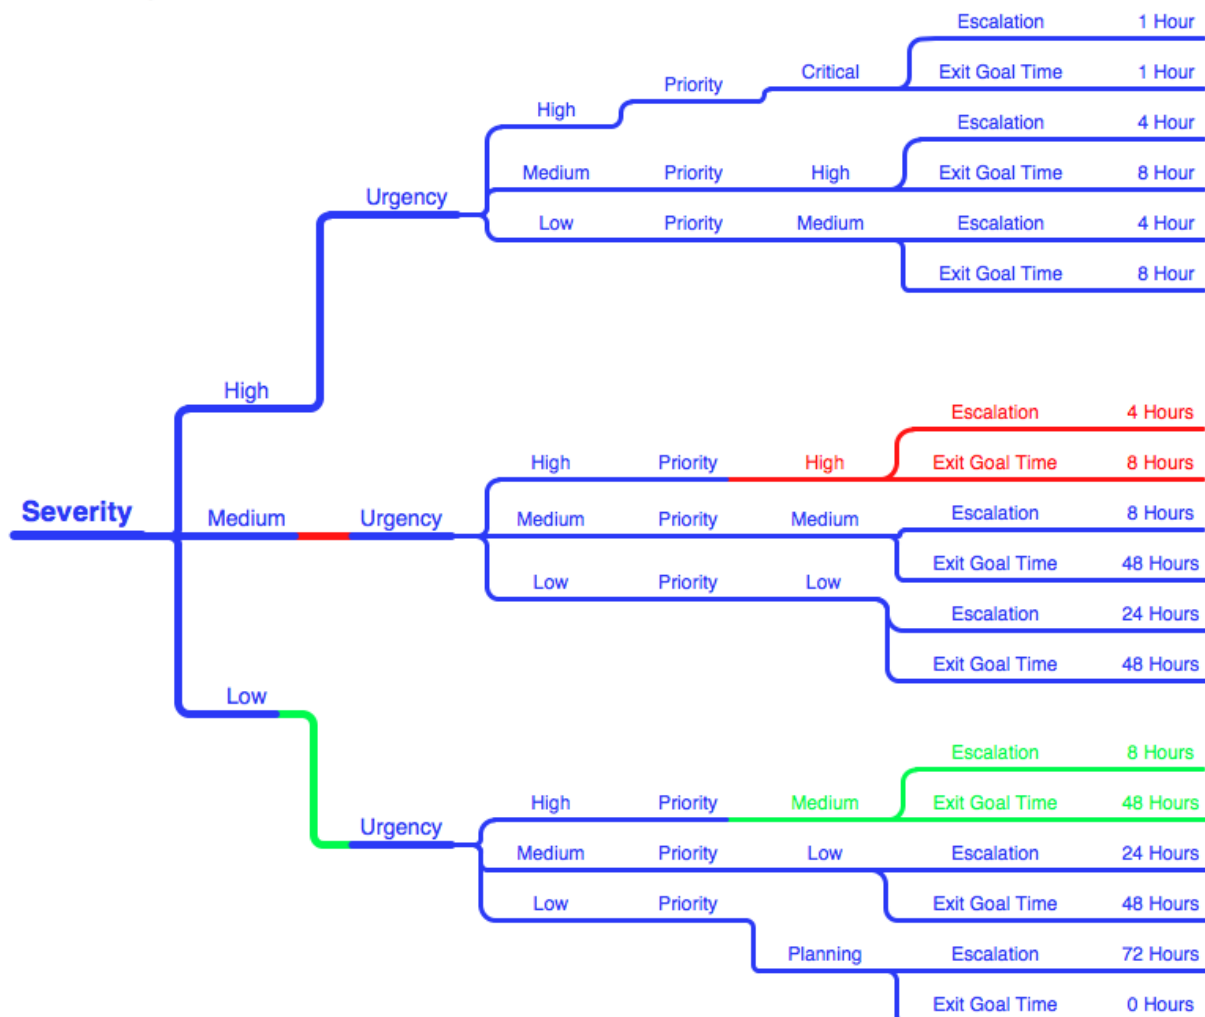 Escalation 1 Hour
Critical Exit Goal Time 1 Hour
Priority
High
Escalation 4 Hour
Medium Priority High Exit Goal Time 8 Hour
Urgency
Low Priority Medium Escalation 4 Hour
Exit Goal Time 8 Hour
High
Escalation 4 Hours
High Priority High Exit Goal Time 8 Hours
Severity
Medium Urgency Medium Priority Medium Escalation 8 Hours
Exit Goal Time 48 Hours
Low Priority Low
Escalation 24 Hours
Exit Goal Time 48 Hours
Low
Escalation 8 Hours
High Priority Medium Exit Goal Time 48 Hours
Urgency
Medium Priority Low Escalation 24 Hours
Low Priority Exit Goal Time 48 Hours
Planning Escalation 72 Hours
Exit Goal Time 0 Hours